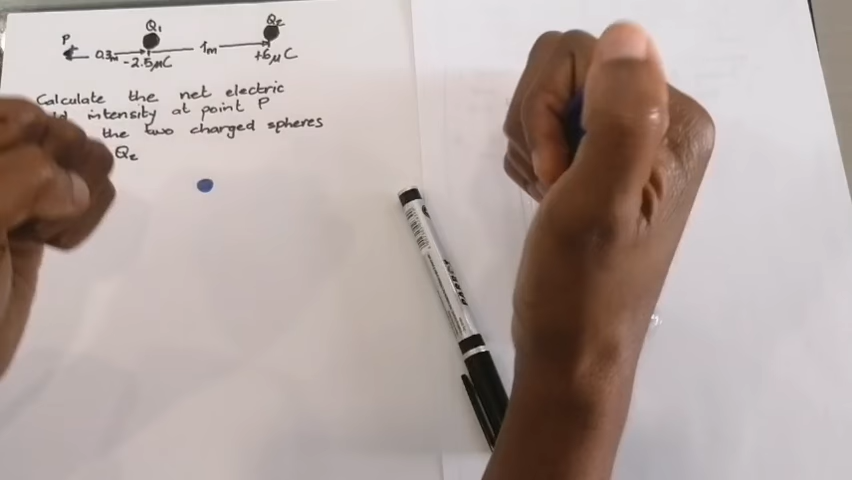 Q1 Q2
P 0.3m 1m
-2.5μC +6μC
Calculate the net electric
intensity at point P
the two charged spheres
Q2